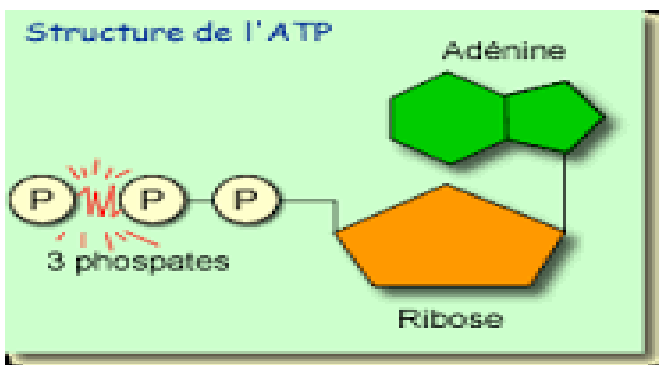 Structure de l'ATP
Adénine
P P P
3 phospates
Ribose